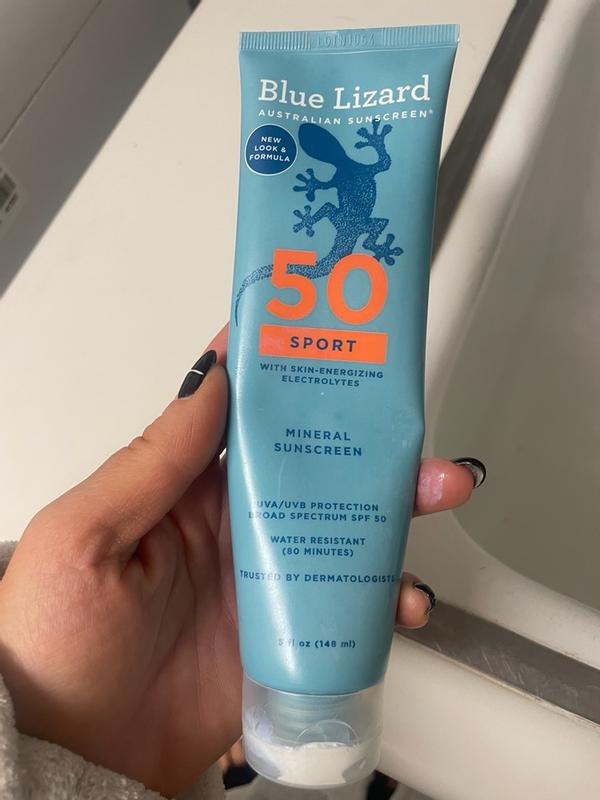 Blue Lizard
AUSTRALIAN SUNSCREEN®
NEW
LOOK &
FORMULA
50
SPORT
WITH SKIN-ENERGIZING
ELECTROLYTES
MINERAL
SUNSCREEN
UVA/UVB PROTECTION
BROAD SPECTRUM SPF 50
WATER RESISTANT
(80 MINUTES)
TRUSTED BY DERMATOLOGISTS
5 fl oz (148 ml)